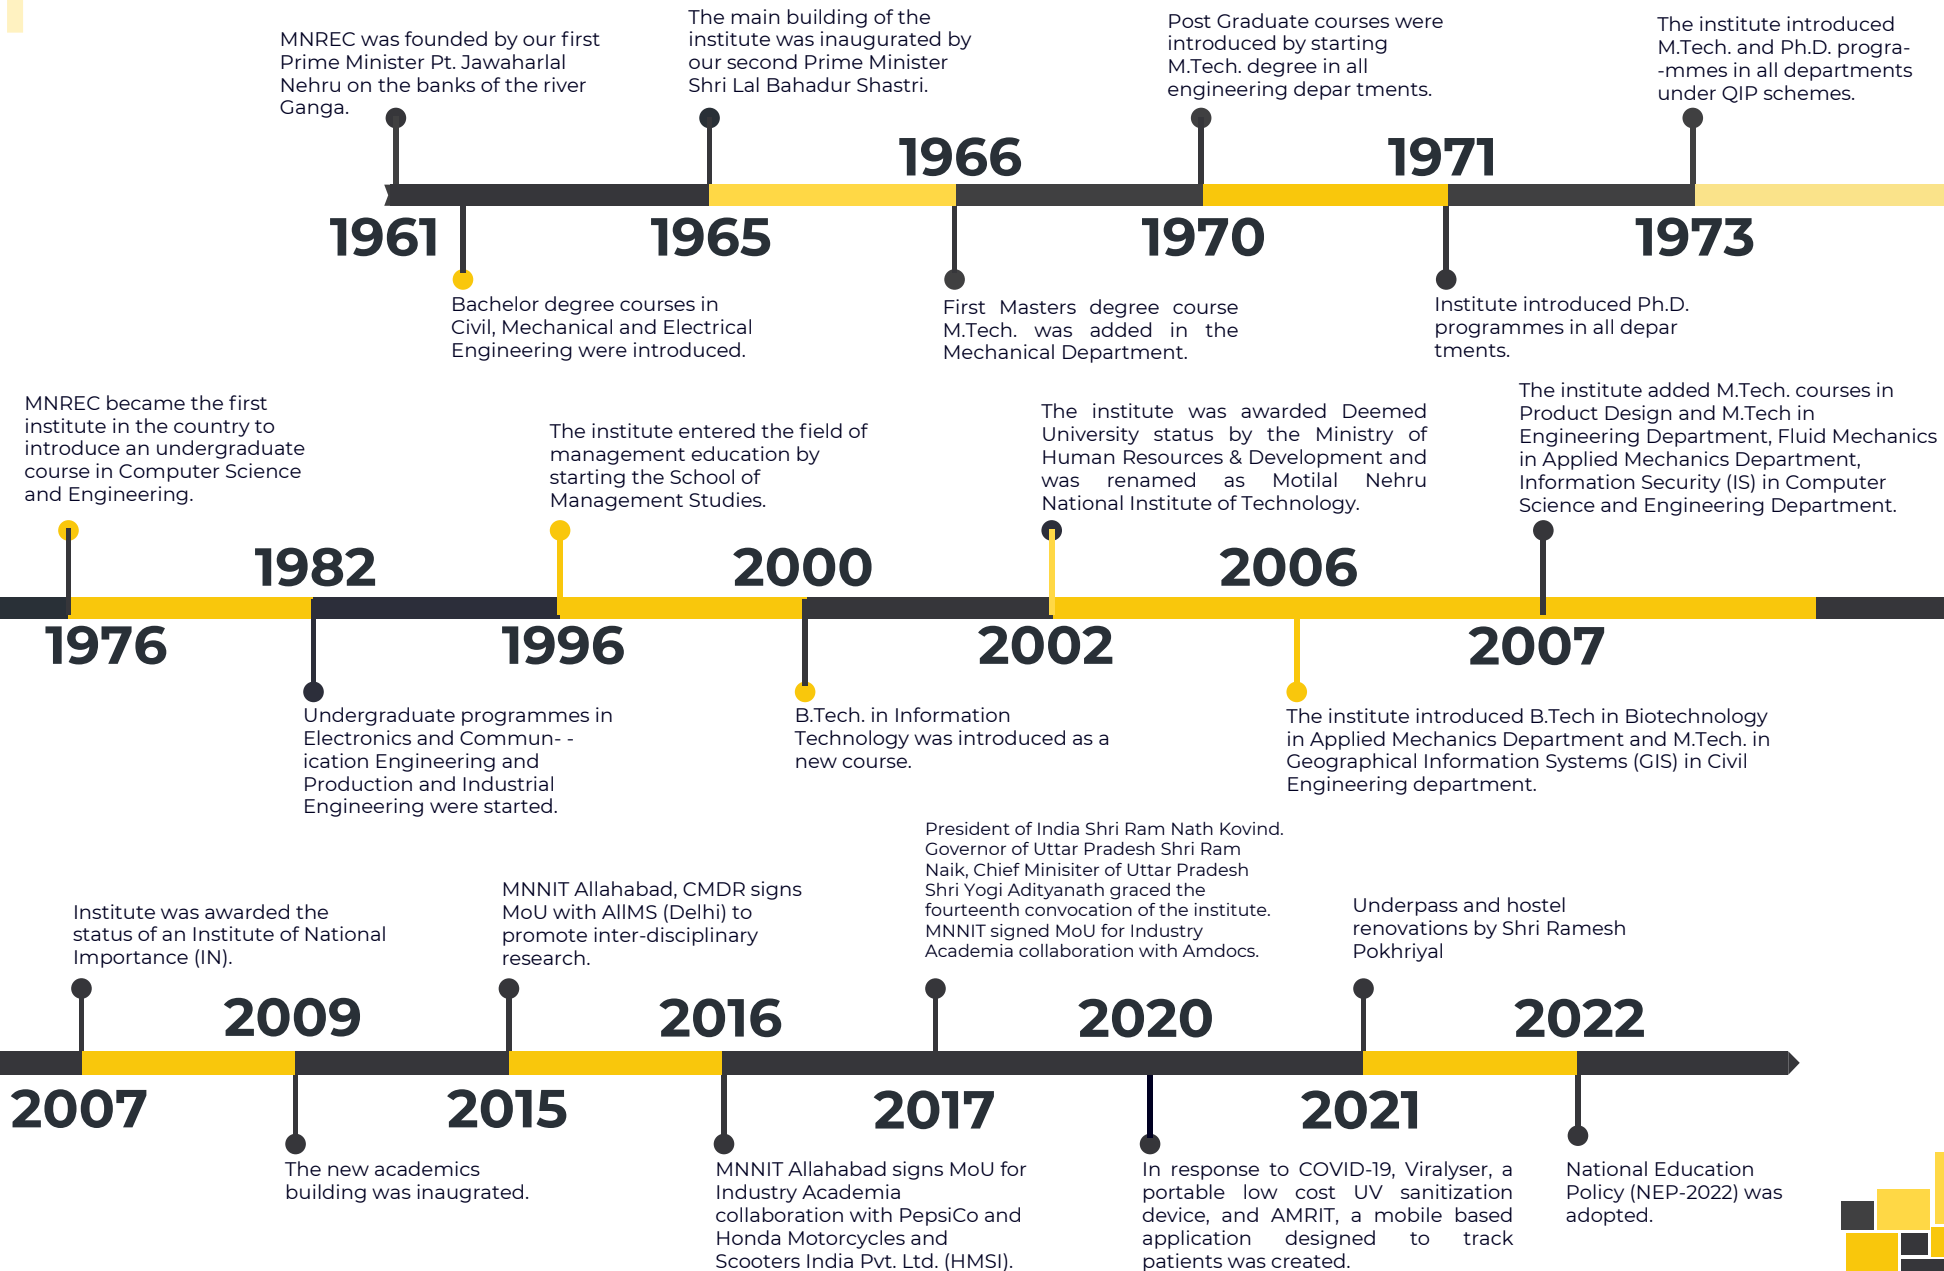 MNREC was founded by our first
Prime Minister Pt. Jawaharlal
Nehru on the banks of the river
Ganga.
The main building of the
institute was inaugurated by
our second Prime Minister
Shri Lal Bahadur Shastri.
Post Graduate courses were
introduced by starting
M.Tech. degree in all
engineering depar tments.
The institute introduced
M.Tech. and Ph.D. progra-
-mmes in all departments
under QIP schemes.
1966
1971
1961
1965
1970
1973
Bachelor degree courses in
Civil, Mechanical and Electrical
Engineering were introduced.
First Masters degree course
M.Tech. was added in the
Mechanical Department.
Institute introduced Ph.D.
programmes in all depar
tments.
MNREC became the first
institute in the country to
introduce an undergraduate
course in Computer Science
and Engineering.
The institute entered the field of
management education by
starting the School of
Management Studies.
The institute was awarded Deemed
University status by the Ministry of
Human Resources & Development and
was renamed as Motilal Nehru
National Institute of Technology.
The institute added M.Tech. courses in
Product Design and M.Tech in
Engineering Department, Fluid Mechanics
in Applied Mechanics Department,
Information Security (IS) in Computer
Science and Engineering Department.
1982
2000
2006
1976
1996
2002
2007
Undergraduate programmes in
Electronics and Commun- -
ication Engineering and
Production and Industrial
Engineering were started.
B.Tech. in Information
Technology was introduced as a
new course.
The institute introduced B.Tech in Biotechnology
in Applied Mechanics Department and M.Tech. in
Geographical Information Systems (GIS) in Civil
Engineering department.
Institute was awarded the
status of an Institute of National
Importance (IN).
MNNIT Allahabad, CMDR signs
MoU with AllMS (Delhi) to
promote inter-disciplinary
research.
President of India Shri Ram Nath Kovind.
Governor of Uttar Pradesh Shri Ram
Naik, Chief Minisiter of Uttar Pradesh
Shri Yogi Adityanath graced the
fourteenth convocation of the institute.
MNNIT signed MoU for Industry
Academia collaboration with Amdocs.
Underpass and hostel
renovations by Shri Ramesh
Pokhriyal
2009
2016
2020
2022
2007
2015
2017
2021
The new academics
building was inaugrated.
MNNIT Allahabad signs MoU for
Industry Academia
collaboration with PepsiCo and
Honda Motorcycles and
Scooters India Pvt. Ltd. (HMSI).
In response to COVID-19, Viralyser, a
portable low cost UV sanitization
device, and AMRIT, a mobile based
application designed to track
patients was created.
National Education
Policy (NEP-2022) was
adopted.